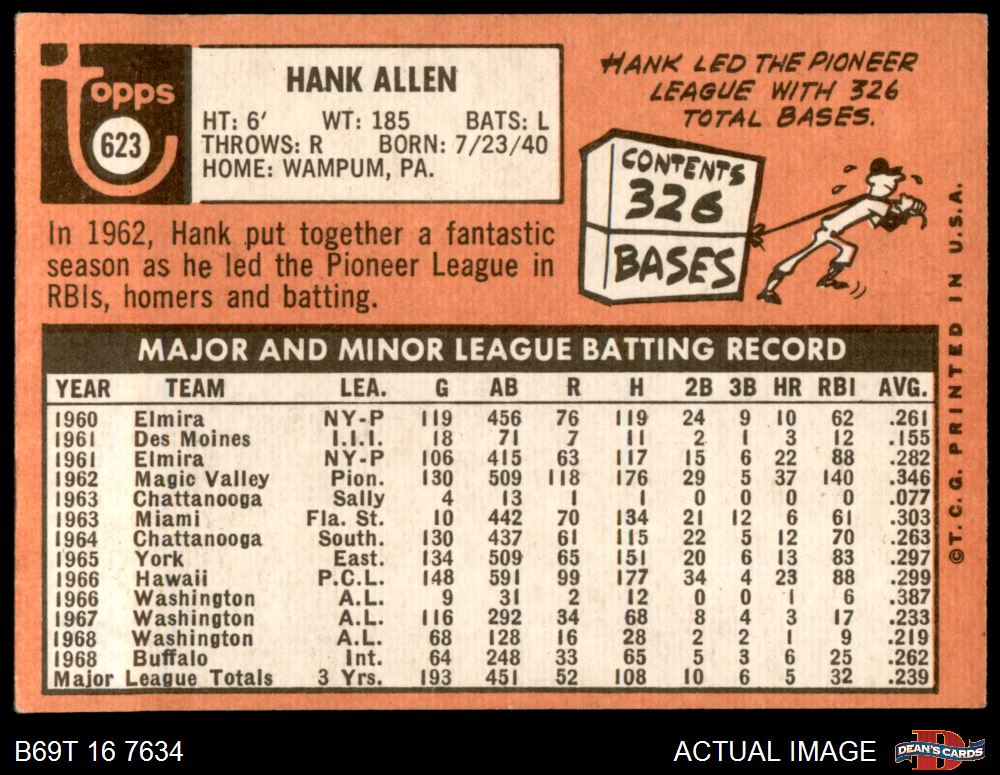 Topps
623
HANK ALLEN
HT: 6' WT: 185 BATS: L
THROWS: R BORN: 7/23/40
HOME: WAMPUM, PA.
In 1962, Hank put together a fantastic
season as he led the Pioneer League in
RBIs, homers and batting.
HANK LED THE PIONEER
LEAGUE WITH 326
TOTAL BASES.
CONTENTS
326
BASES
MAJOR AND MINOR LEAGUE BATTING RECORD
YEAR TEAM LEA. G AB R H 2B 3B HR RBI AVG.
1960 Elmira NY-P 119 456 76 119 24 9 10 62 .261
1961 Des Moines I.I.I. 18 71 7 11 2 1 3 12 .155
1961 Elmira NY-P 106 415 63 117 15 6 22 88 .282
1962 Magic Valley Pion. 130 509 118 176 29 5 37 140 .346
1963 Chattanooga Sally 4 13 1 1 0 0 0 0 .077
1963 Miami Fla. St. 10 442 70 134 21 12 6 61 .303
1964 Chattanooga South. 130 437 61 115 22 5 12 70 .263
1965 York East. 134 509 65 151 20 6 13 83 .297
1966 Hawaii P.C.L. 148 591 99 177 34 4 23 88 .299
1966 Washington A.L. 9 31 2 12 0 0 1 6 .387
1967 Washington A.L. 116 292 34 68 8 4 3 17 .233
1968 Washington A.L. 68 128 16 28 2 2 1 9 .219
1968 Buffalo Int. 64 248 33 65 5 3 6 25 .262
Major League Totals 3 Yrs. 193 451 52 108 10 6 5 32 .239
©T. C. G. PRINTED IN U.S.A.
B69T 16 7634
ACTUAL IMAGE
DEAN'S CARDS